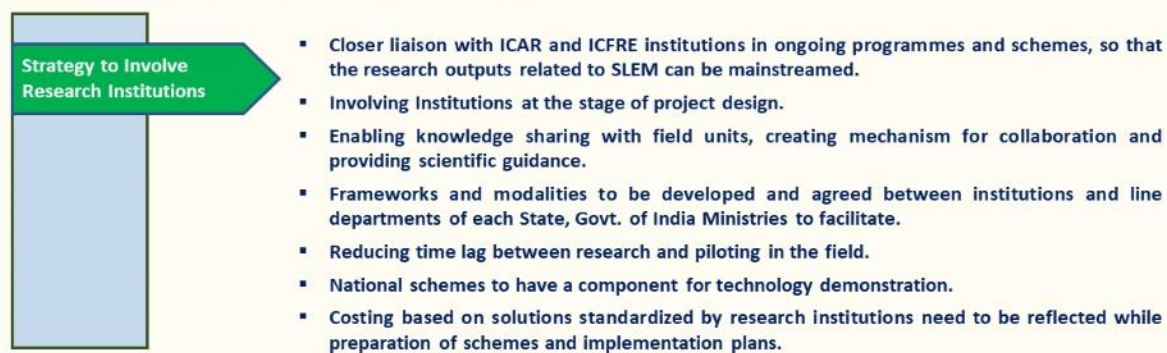 Strategy to Involve
Research Institutions
▪ Closer liaison with ICAR and ICFRE institutions in ongoing programmes and schemes, so that
the research outputs related to SLEM can be mainstreamed.
▪ Involving Institutions at the stage of project design.
▪ Enabling knowledge sharing with field units, creating mechanism for collaboration and
providing scientific guidance.
▪ Frameworks and modalities to be developed and agreed between institutions and line
departments of each State, Govt. of India Ministries to facilitate.
▪ Reducing time lag between research and piloting in the field.
▪ National schemes to have a component for technology demonstration.
▪ Costing based on solutions standardized by research institutions need to be reflected while
preparation of schemes and implementation plans.